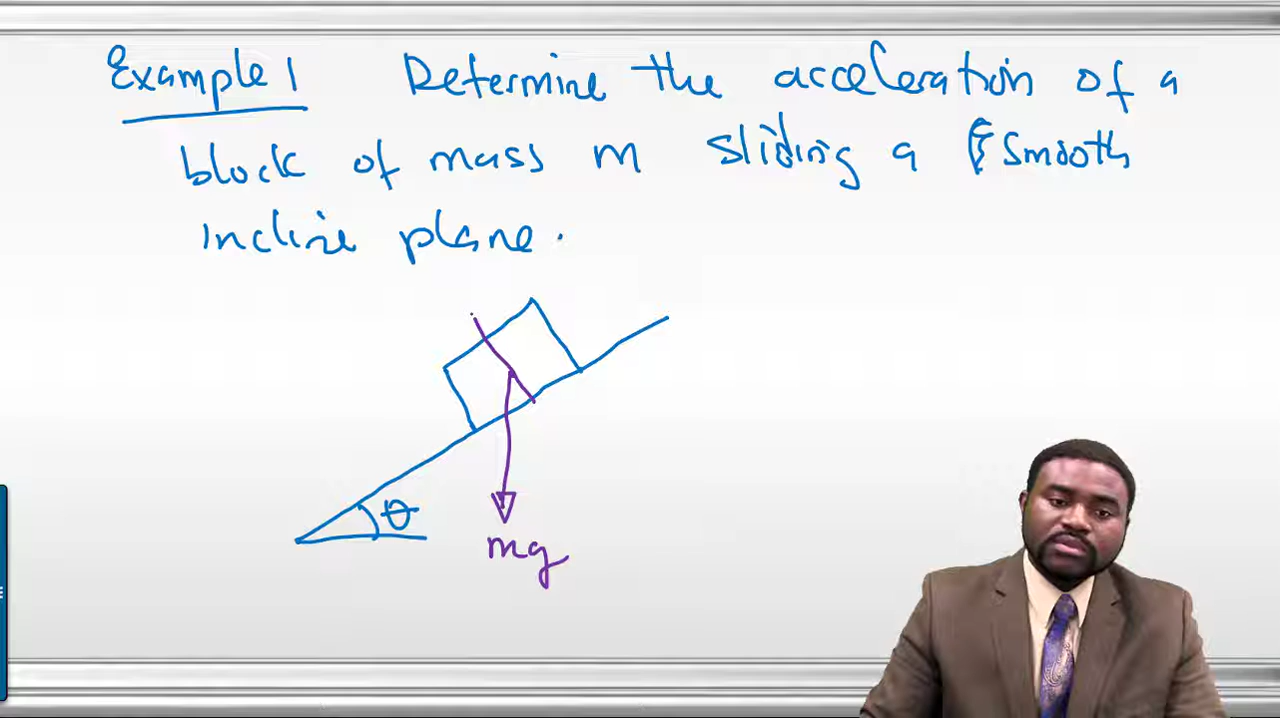 Example 1 Determine the acceleration of a
block of mass m sliding a smooth
incline plane.
θ
mg